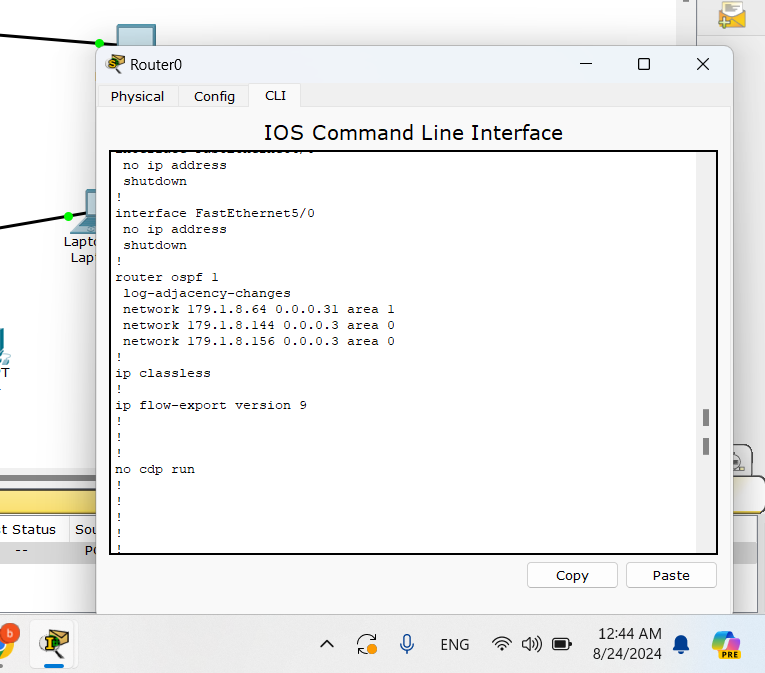 Router0
Physical Config CLI
IOS Command Line Interface
no ip address
shutdown
!
interface FastEthernet5/0
no ip address
shutdown
!
router ospf 1
log-adjacency-changes
network 179.1.8.64 0.0.0.31 area 1
network 179.1.8.144 0.0.0.3 area 0
network 179.1.8.156 0.0.0.3 area 0
!
ip classless
!
ip flow-export version 9
!
!
!
no cdp run
!
!
!
!
!
Copy Paste
Lapt
Lap
T
t Status Sou
-- P
b
ENG
12:44 AM
8/24/2024
PRE